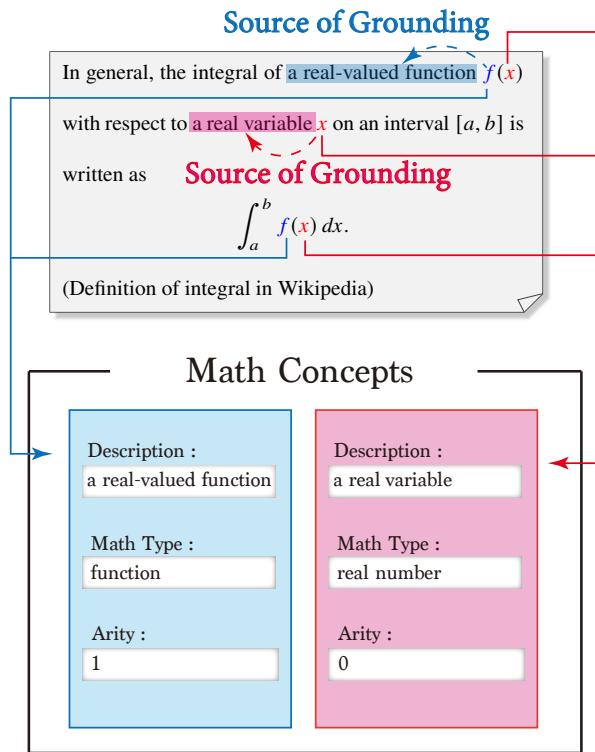 Source of Grounding
In general, the integral of a real-valued function f(x)
with respect to a real variable x on an interval [a, b] is
written as
Source of Grounding
∫_a^b f(x) dx.
(Definition of integral in Wikipedia)
Math Concepts
Description :
a real-valued function
Math Type :
function
Arity :
1
Description :
a real variable
Math Type :
real number
Arity :
0